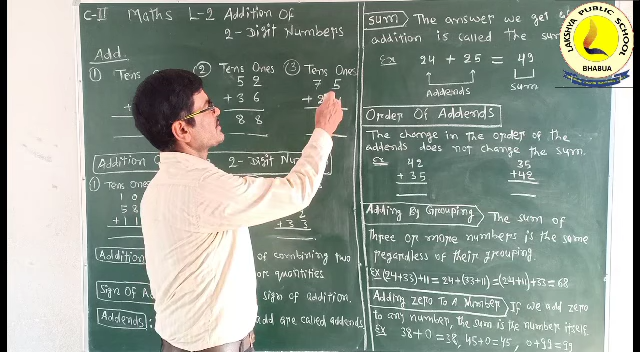 C-II Maths L-2 Addition Of
2-Digit Numbers
Add
① Tens
② Tens Ones
5 2
+ 3 6
8 8
③ Tens Ones
7 5
+ 2
Addition
2-Digit Numbers
① Tens Ones
1 0
5 8
+ 1 1
2
+ 3 3
Addition
of combining two
quantities
Sign Of
sign of addition.
Addends:
add are called addends
Sum The answer we get
addition is called the sum
Ex 24 + 25 = 49
Addends
Sum
Order Of Addends
The change in the order of the
addends does not change the sum.
Ex 42
+ 35
35
+ 42
Adding By Grouping The sum of
three or more numbers is the same
regardless of their grouping.
Ex (24+33)+11 = 24+(33+11) = (24+11)+33 = 68
Adding Zero To A Number If we add zero
to any number, the sum is the number itself.
Ex 38+0 = 38, 45+0 = 45, 0+99 = 99
LAKSHYA PUBLIC SCHOOL
BHABUA